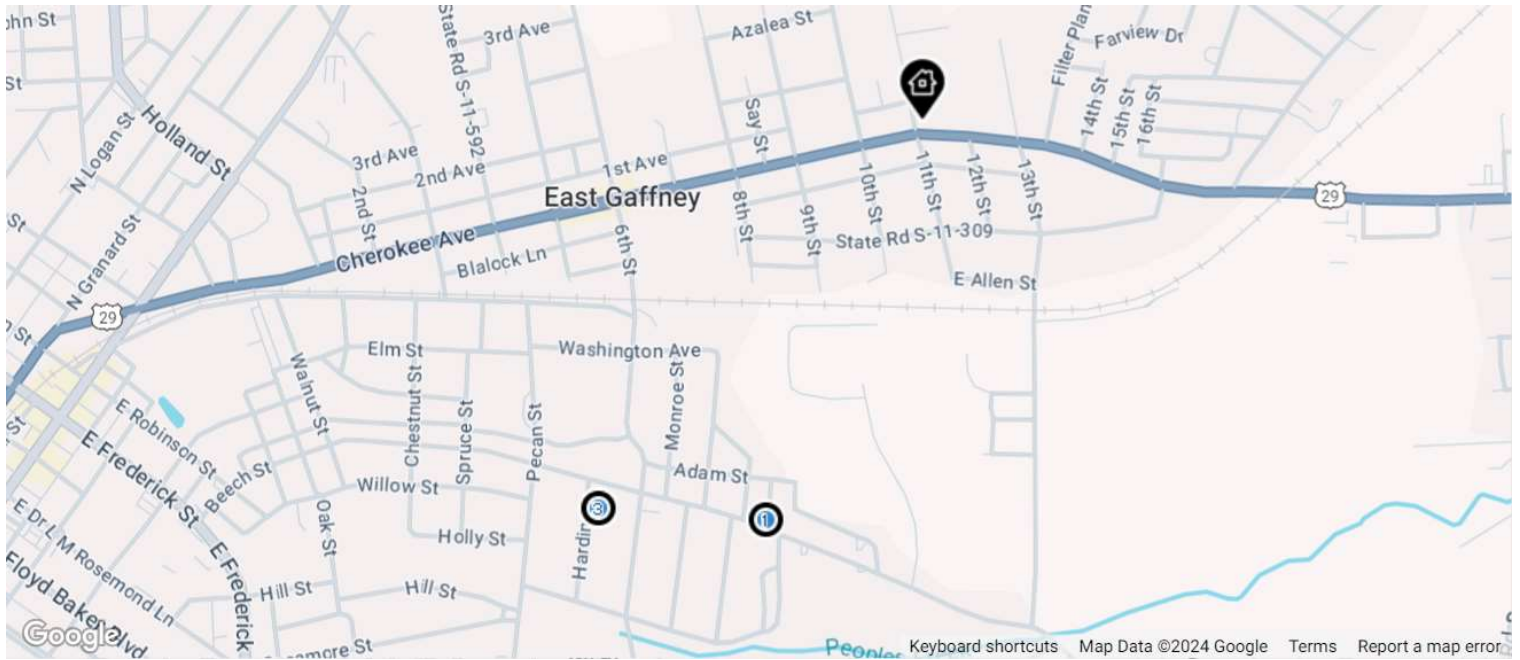 ohn St
3rd Ave
Azalea St
Farview Dr
Filter Plan
State Rd S-11-592
St
Holland St
N Logan St
Say St
14th St
15th St
16th St
3rd Ave
2nd Ave
1st Ave
2nd St
East Gaffney
8th St
9th St
10th St
11th St
12th St
13th St
29
N Granard St
Cherokee Ave
Blalock Ln
6th St
State Rd S-11-309
E Allen St
29
Elm St
Washington Ave
Walnut St
Chestnut St
Spruce St
Pecan St
Monroe St
E Robinson St
Beech St
Willow St
Adam St
E Frederick St
Oak St
Holly St
Hardin
3
1
E Dr L M Rosemond Ln
Floyd Baker Blvd
E Frederick
Hill St
Hill St
Google
Peoples
Keyboard shortcuts
Map Data ©2024 Google
Terms
Report a map error